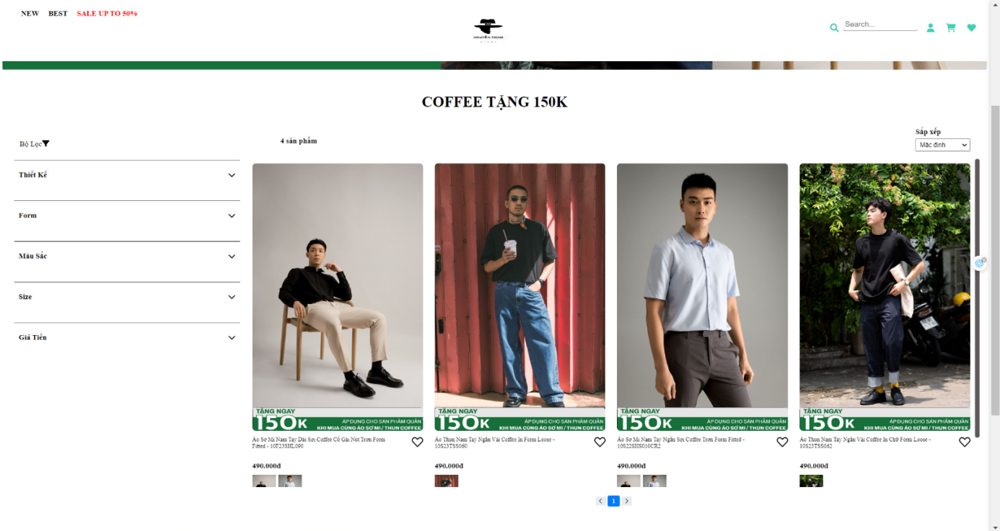 NEW BEST SALE UP TO 50%
Search...
COFFEE TẶNG 150K
Bộ Lọc
4 sản phẩm
Sắp xếp
Mặc định
Thiết Kế
Form
Màu Sắc
Size
Giá Tiền
TẶNG NGAY
150K
ÁP DỤNG CHO SẢN PHẨM QUẦN
KHI MUA CÙNG ÁO SƠ MI / THUN COFFEE
Áo Sơ Mi Nam Tay Dài Sợi Coffee Cổ Gài Nút Trơn Form
Fitted - 10F23SHL090
490.000đ
TẶNG NGAY
150K
ÁP DỤNG CHO SẢN PHẨM QUẦN
KHI MUA CÙNG ÁO SƠ MI / THUN COFFEE
Áo Thun Nam Tay Ngắn Vải Coffee In Form Loose -
10S23TSS060
490.000đ
TẶNG NGAY
150K
ÁP DỤNG CHO SẢN PHẨM QUẦN
KHI MUA CÙNG ÁO SƠ MI / THUN COFFEE
Áo Sơ Mi Nam Tay Ngắn Sợi Coffee Trơn Form Fitted -
10S22SHS010CR2
490.000đ
TẶNG NGAY
150K
ÁP DỤNG CHO SẢN PHẨM QUẦN
KHI MUA CÙNG ÁO SƠ MI / THUN COFFEE
Áo Thun Nam Tay Ngắn Vải Coffee In Chữ Form Loose -
10S23TSS062
490.000đ
1